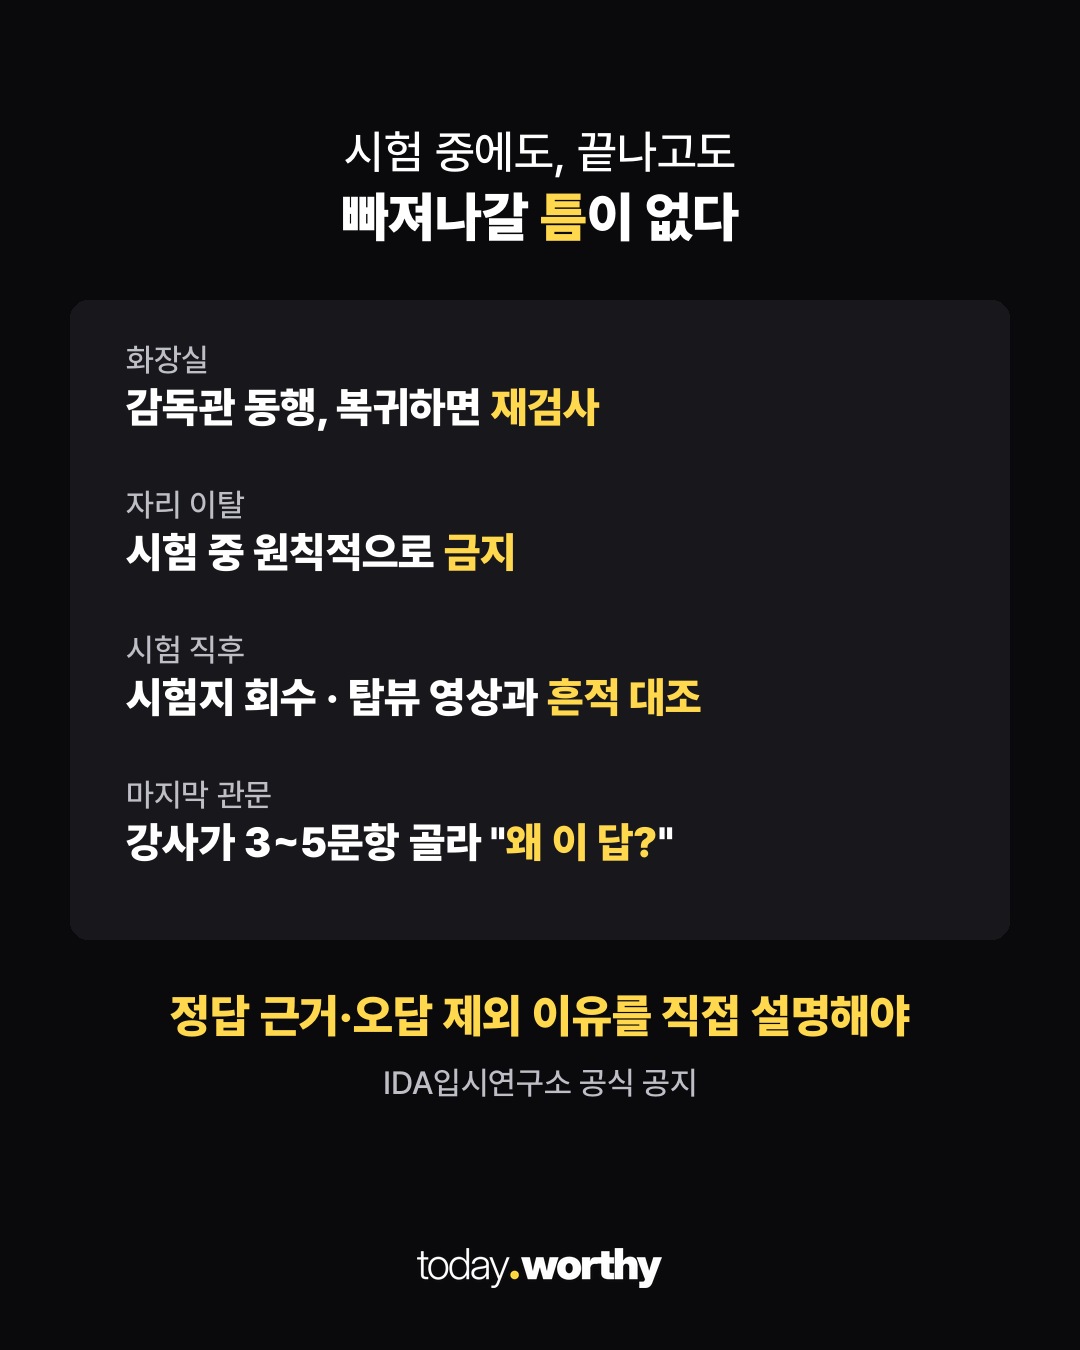 시험 중에도, 끝나고도
빠져나갈 틈이 없다
화장실
감독관 동행, 복귀하면 재검사
자리 이탈
시험 중 원칙적으로 금지
시험 직후
시험지 회수 · 탑뷰 영상과 흔적 대조
마지막 관문
강사가 3~5문항 골라 "왜 이 답?"
정답 근거·오답 제외 이유를 직접 설명해야
IDA입시연구소 공식 공지
today.worthy